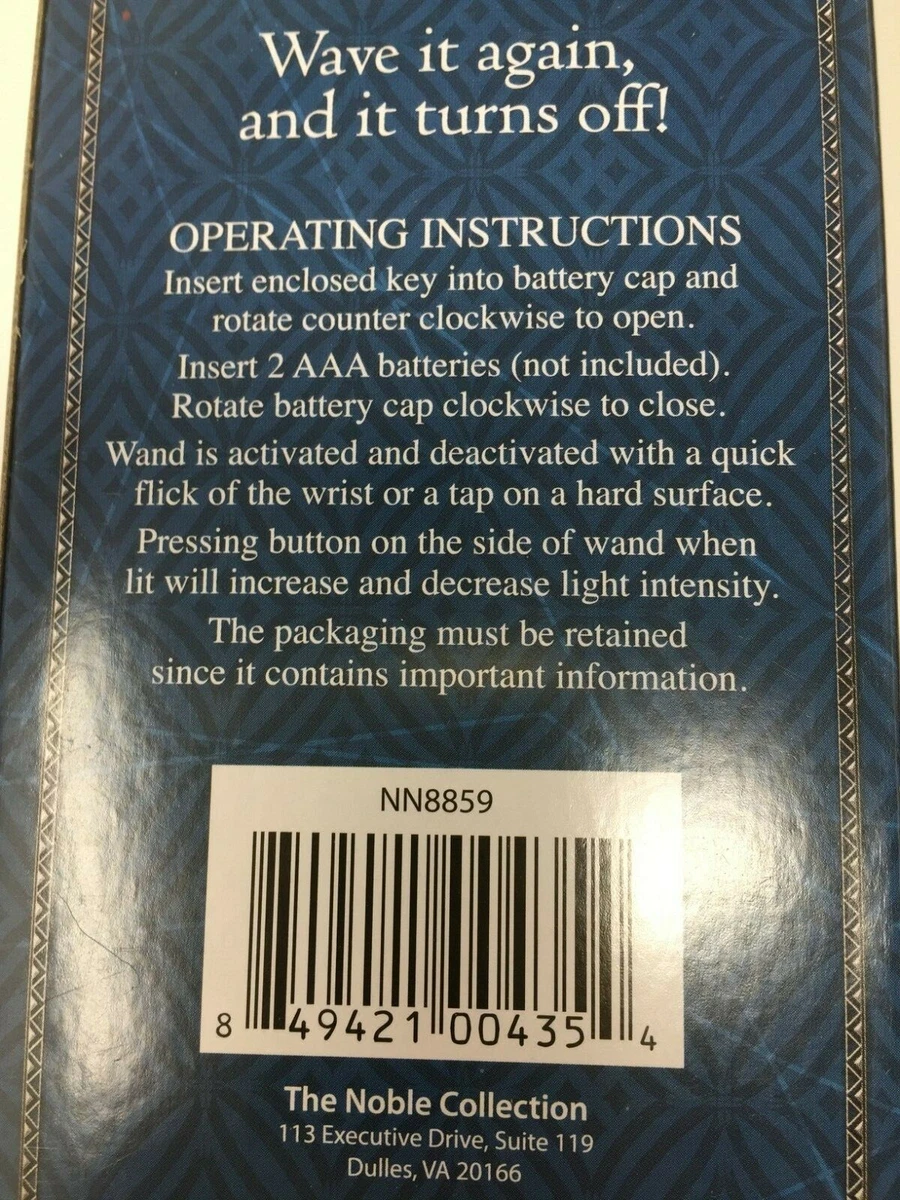 Wave it again,
and it turns off!
OPERATING INSTRUCTIONS
Insert enclosed key into battery cap and
rotate counter clockwise to open.
Insert 2 AAA batteries (not included).
Rotate battery cap clockwise to close.
Wand is activated and deactivated with a quick
flick of the wrist or a tap on a hard surface.
Pressing button on the side of wand when
lit will increase and decrease light intensity.
The packaging must be retained
since it contains important information.
NN8859
8 49421 00435 4
The Noble Collection
113 Executive Drive, Suite 119
Dulles, VA 20166